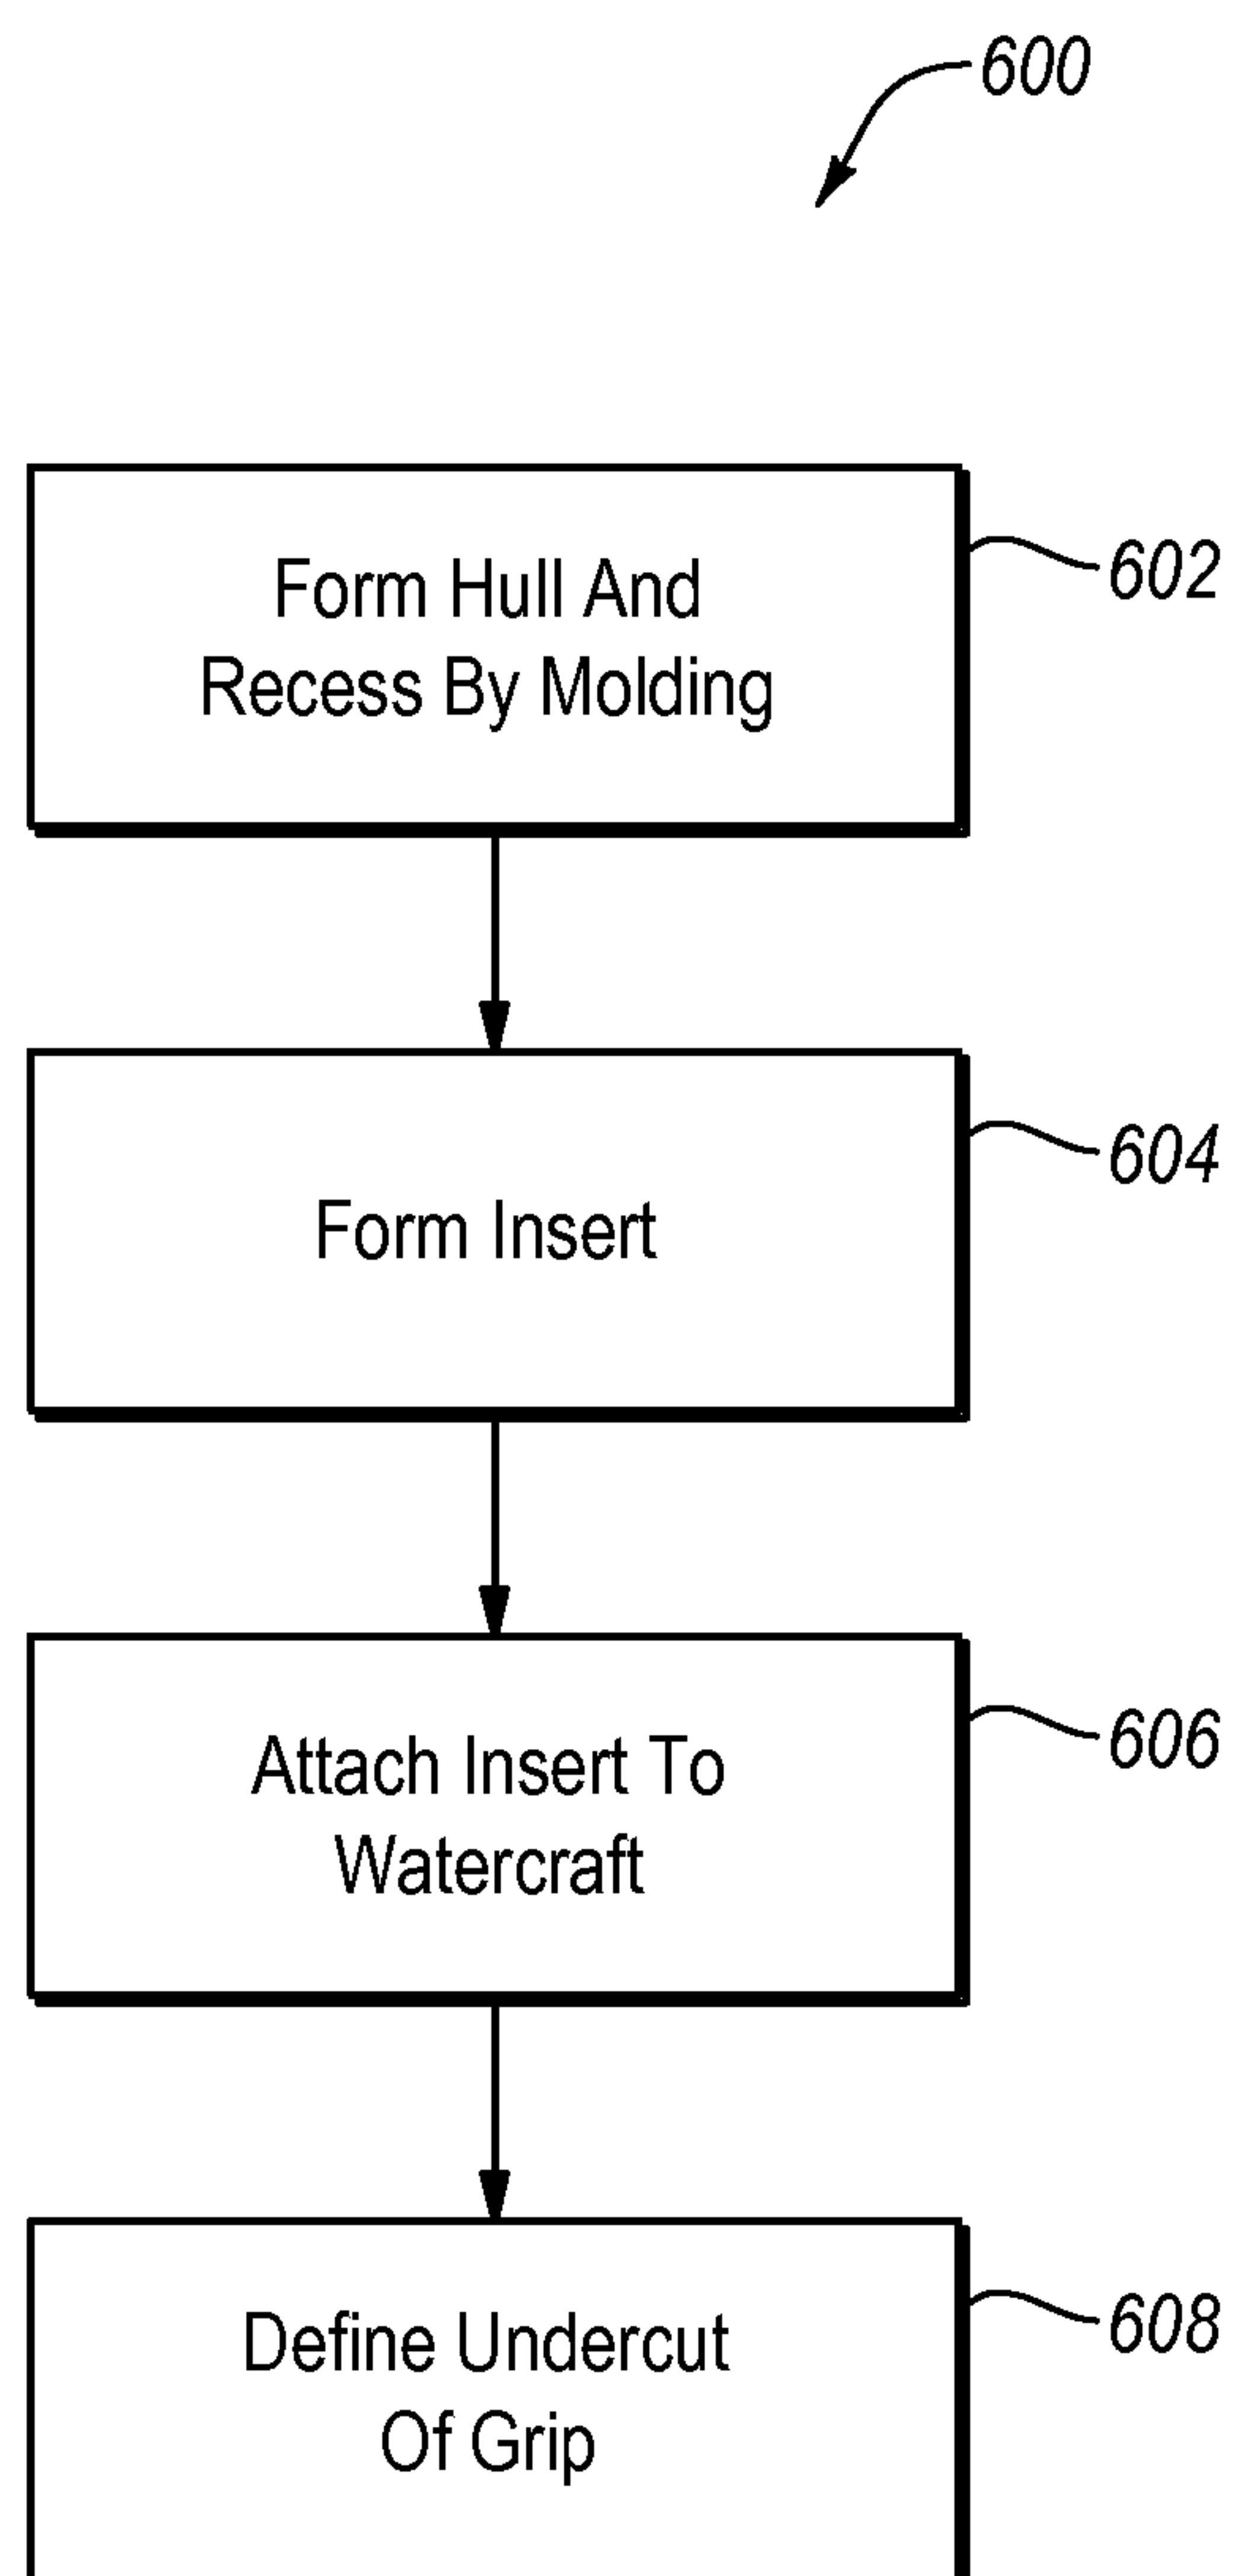 600
Form Hull And
Recess By Molding
602
Form Insert
604
Attach Insert To
Watercraft
606
Define Undercut
Of Grip
608